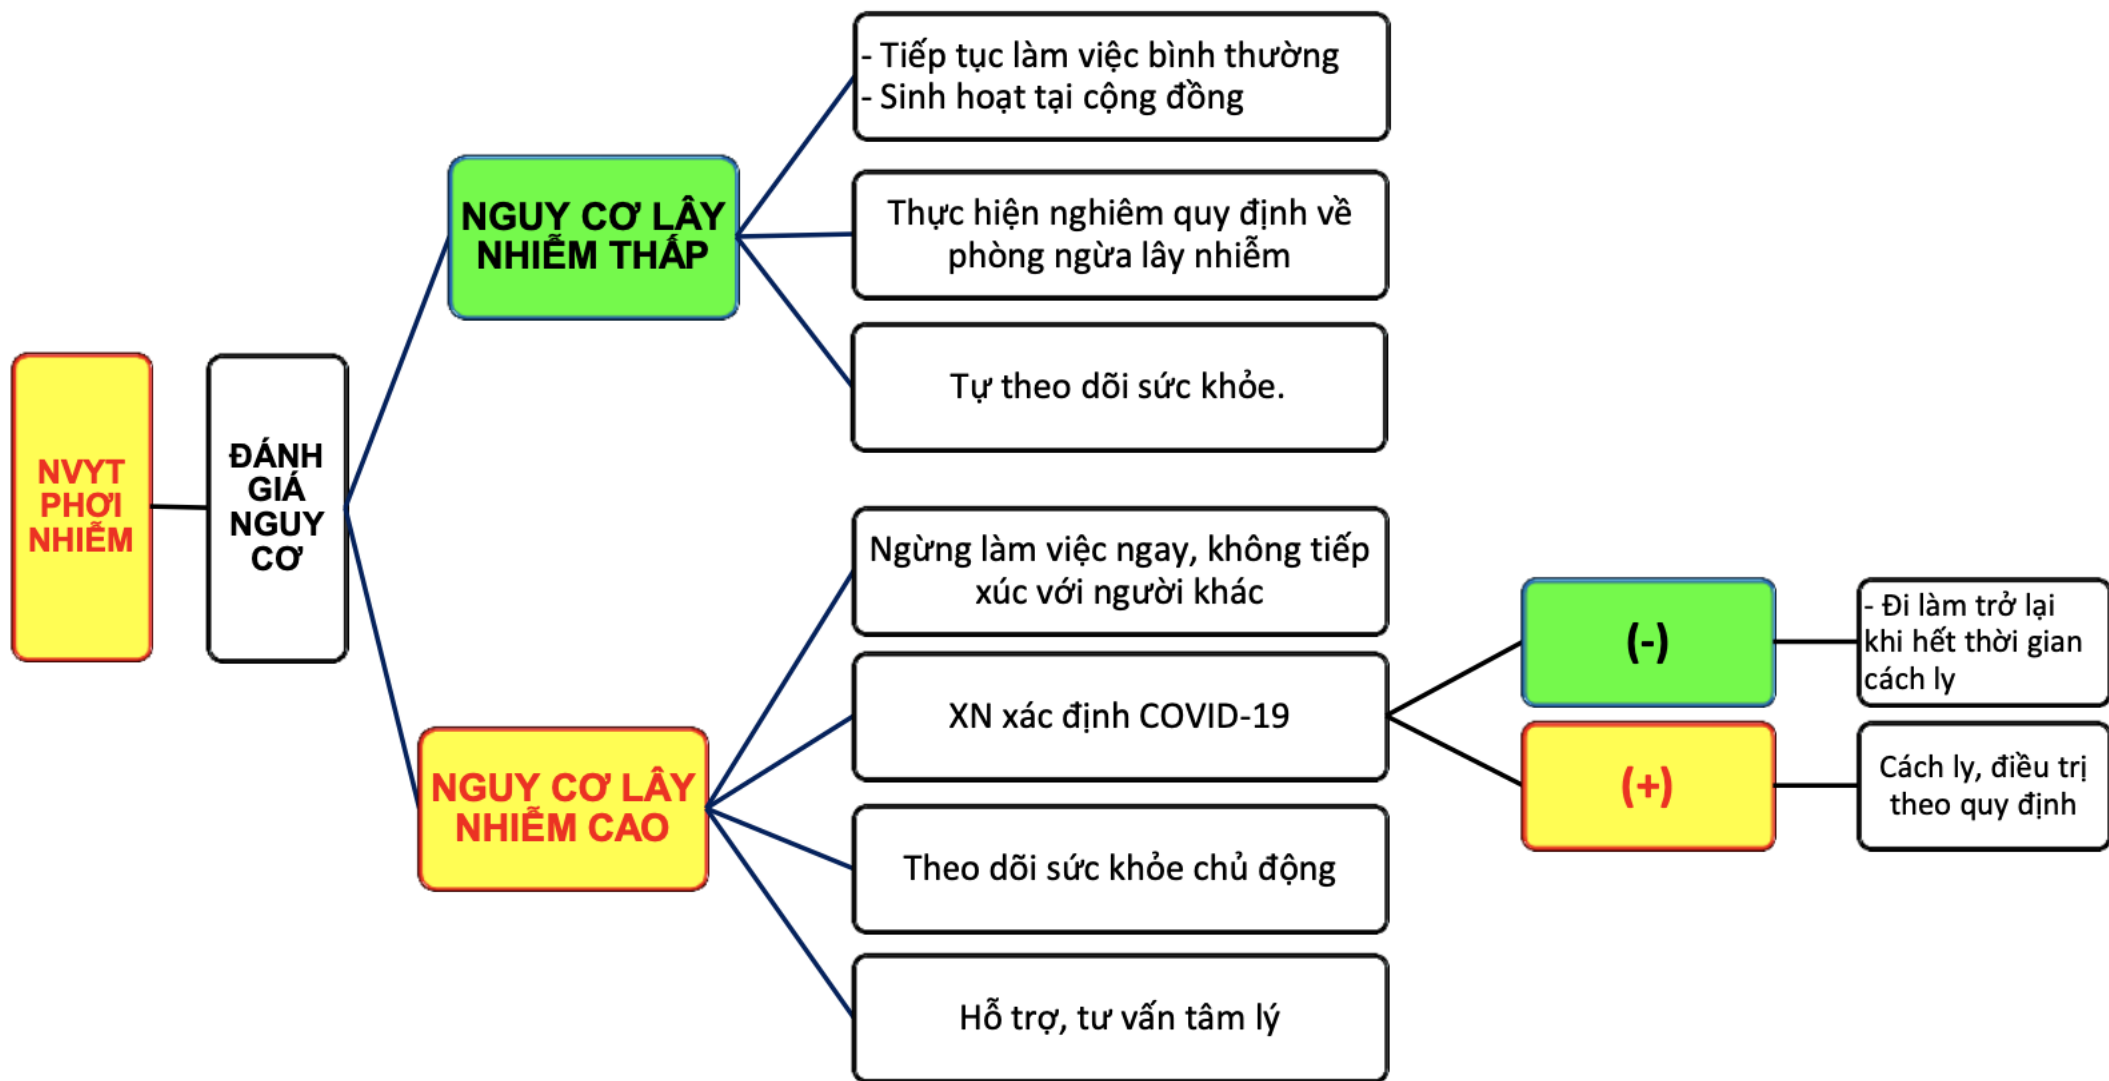 NVYT
PHƠI
NHIỄM
ĐÁNH
GIÁ
NGUY
CƠ
NGUY CƠ LÂY
NHIỄM THẤP
- Tiếp tục làm việc bình thường
- Sinh hoạt tại cộng đồng
Thực hiện nghiêm quy định về
phòng ngừa lây nhiễm
Tự theo dõi sức khỏe.
NGUY CƠ LÂY
NHIỄM CAO
Ngừng làm việc ngay, không tiếp
xúc với người khác
XN xác định COVID-19
(-)
- Đi làm trở lại
khi hết thời gian
cách ly
(+)
Cách ly, điều trị
theo quy định
Theo dõi sức khỏe chủ động
Hỗ trợ, tư vấn tâm lý